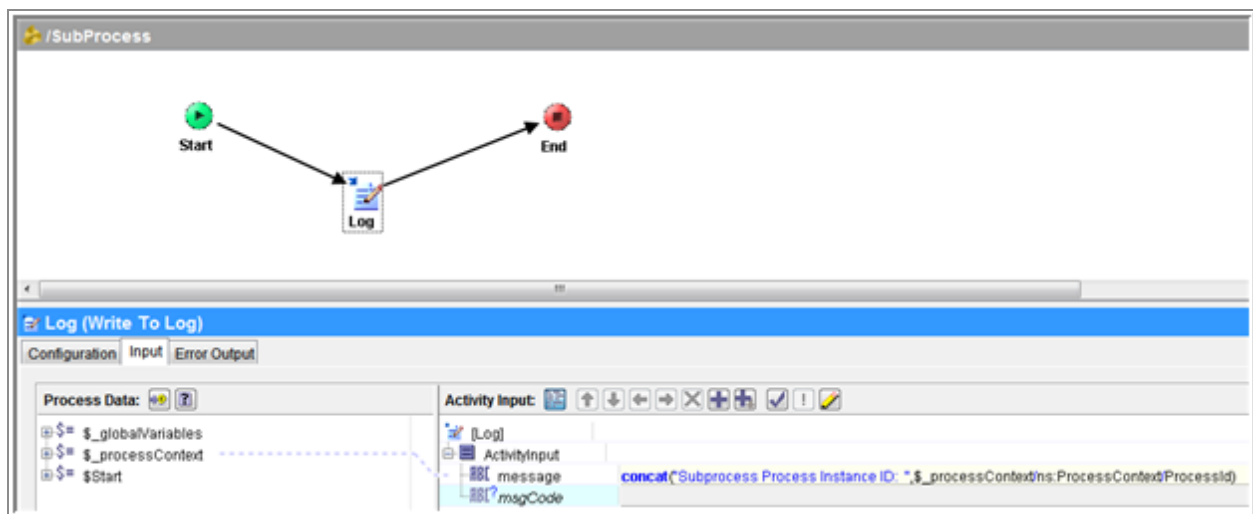 /SubProcess
Start
End
Log
Log (Write To Log)
Configuration Input Error Output
Process Data:
Activity Input:
$= $_globalVariables
$= $_processContext
$= $Start
[Log]
ActivityInput
message concat("Subprocess Process Instance ID: ",$_processContext/ns:ProcessContext/ProcessId)
msgCode